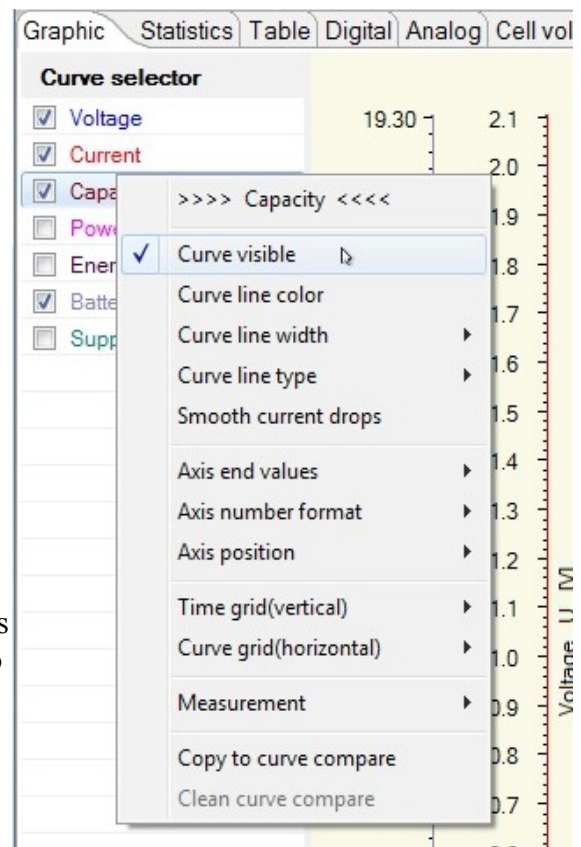 Graphic Statistics Table Digital Analog Cell vol
Curve selector
Voltage
Current
Capa
Powe
Ener
Batte
Supp
>>>> Capacity <<<<
Curve visible
Curve line color
Curve line width
Curve line type
Smooth current drops
Axis end values
Axis number format
Axis position
Time grid(vertical)
Curve grid(horizontal)
Measurement
Copy to curve compare
Clean curve compare
19.30
2.1
2.0
1.9
1.8
1.7
1.6
1.5
1.4
1.3
1.2
1.1
1.0
0.9
0.8
0.7
Voltage U [V]
s